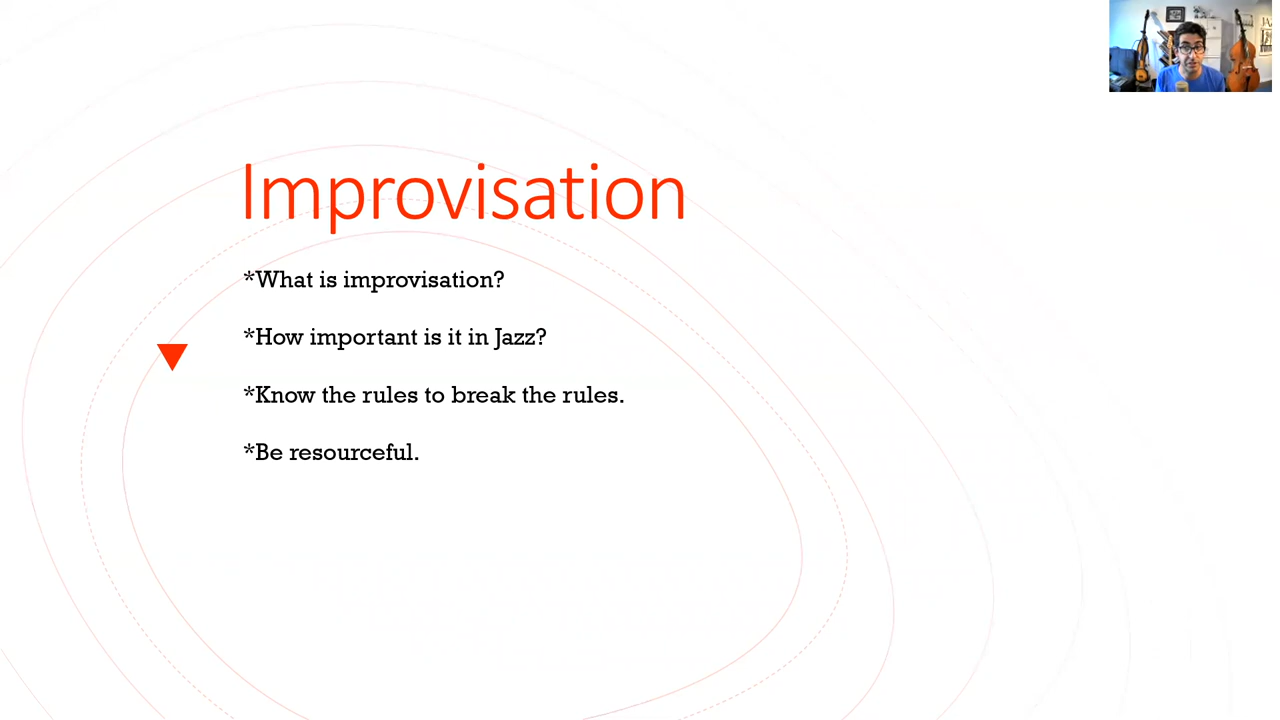 Improvisation
*What is improvisation?
*How important is it in Jazz?
*Know the rules to break the rules.
*Be resourceful.